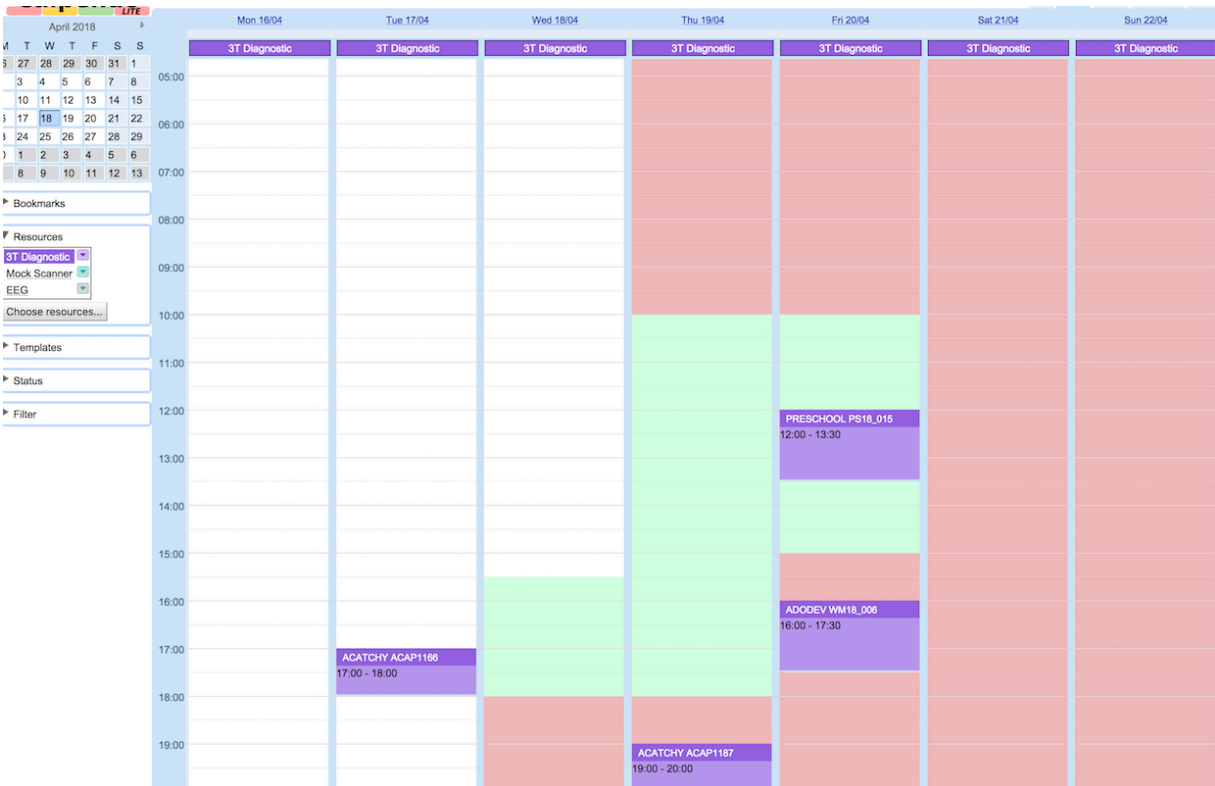 LITE
April 2018
Mon 16/04 Tue 17/04 Wed 18/04 Thu 19/04 Fri 20/04 Sat 21/04 Sun 22/04
3T Diagnostic 3T Diagnostic 3T Diagnostic 3T Diagnostic 3T Diagnostic 3T Diagnostic 3T Diagnostic
T W T F S S
27 28 29 30 31 1
3 4 5 6 7 8
10 11 12 13 14 15
17 18 19 20 21 22
24 25 26 27 28 29
1 2 3 4 5 6
8 9 10 11 12 13
Bookmarks
Resources
3T Diagnostic
Mock Scanner
EEG
Choose resources...
Templates
Status
Filter
05:00
06:00
07:00
08:00
09:00
10:00
11:00
12:00
13:00
14:00
15:00
16:00
17:00
18:00
19:00
ACATCHY ACAP1166
17:00 - 18:00
ACATCHY ACAP1187
19:00 - 20:00
PRESCHOOL PS18_015
12:00 - 13:30
ADODEV WM18_006
16:00 - 17:30